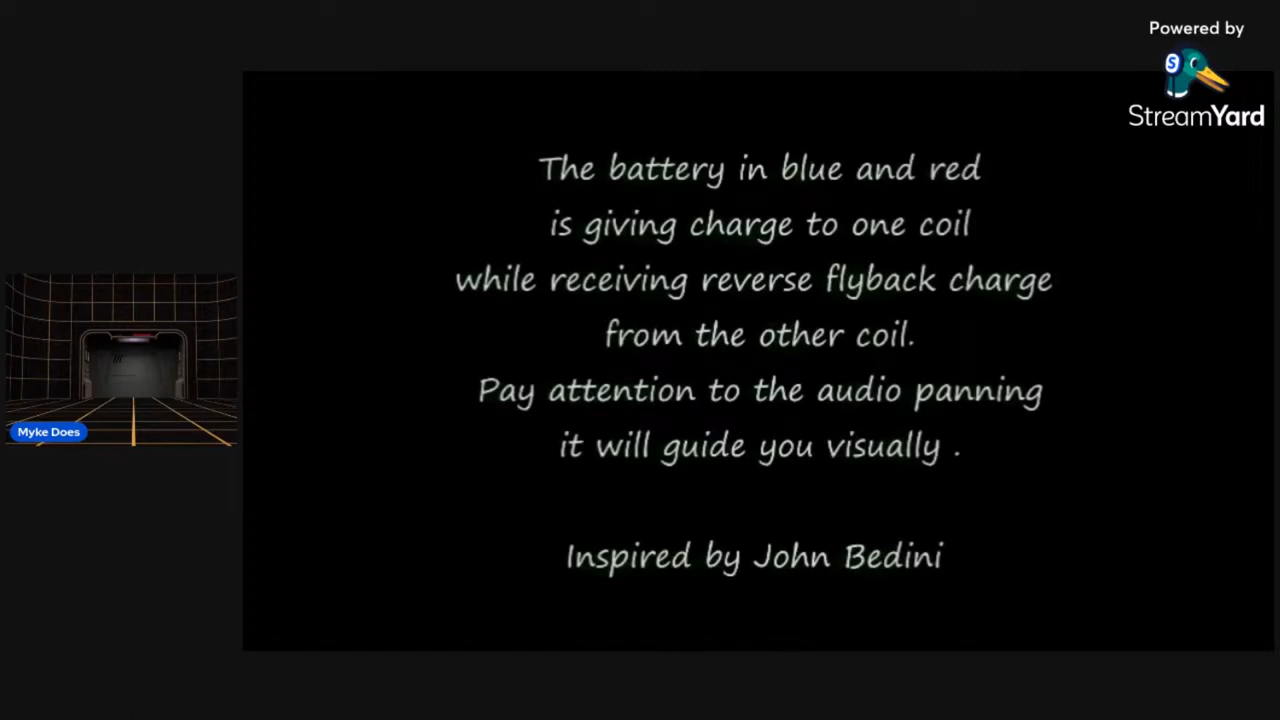 Powered by
S
StreamYard
The battery in blue and red
is giving charge to one coil
while receiving reverse flyback charge
from the other coil.
Pay attention to the audio panning
it will guide you visually .
Inspired by John Bedini
Myke Does